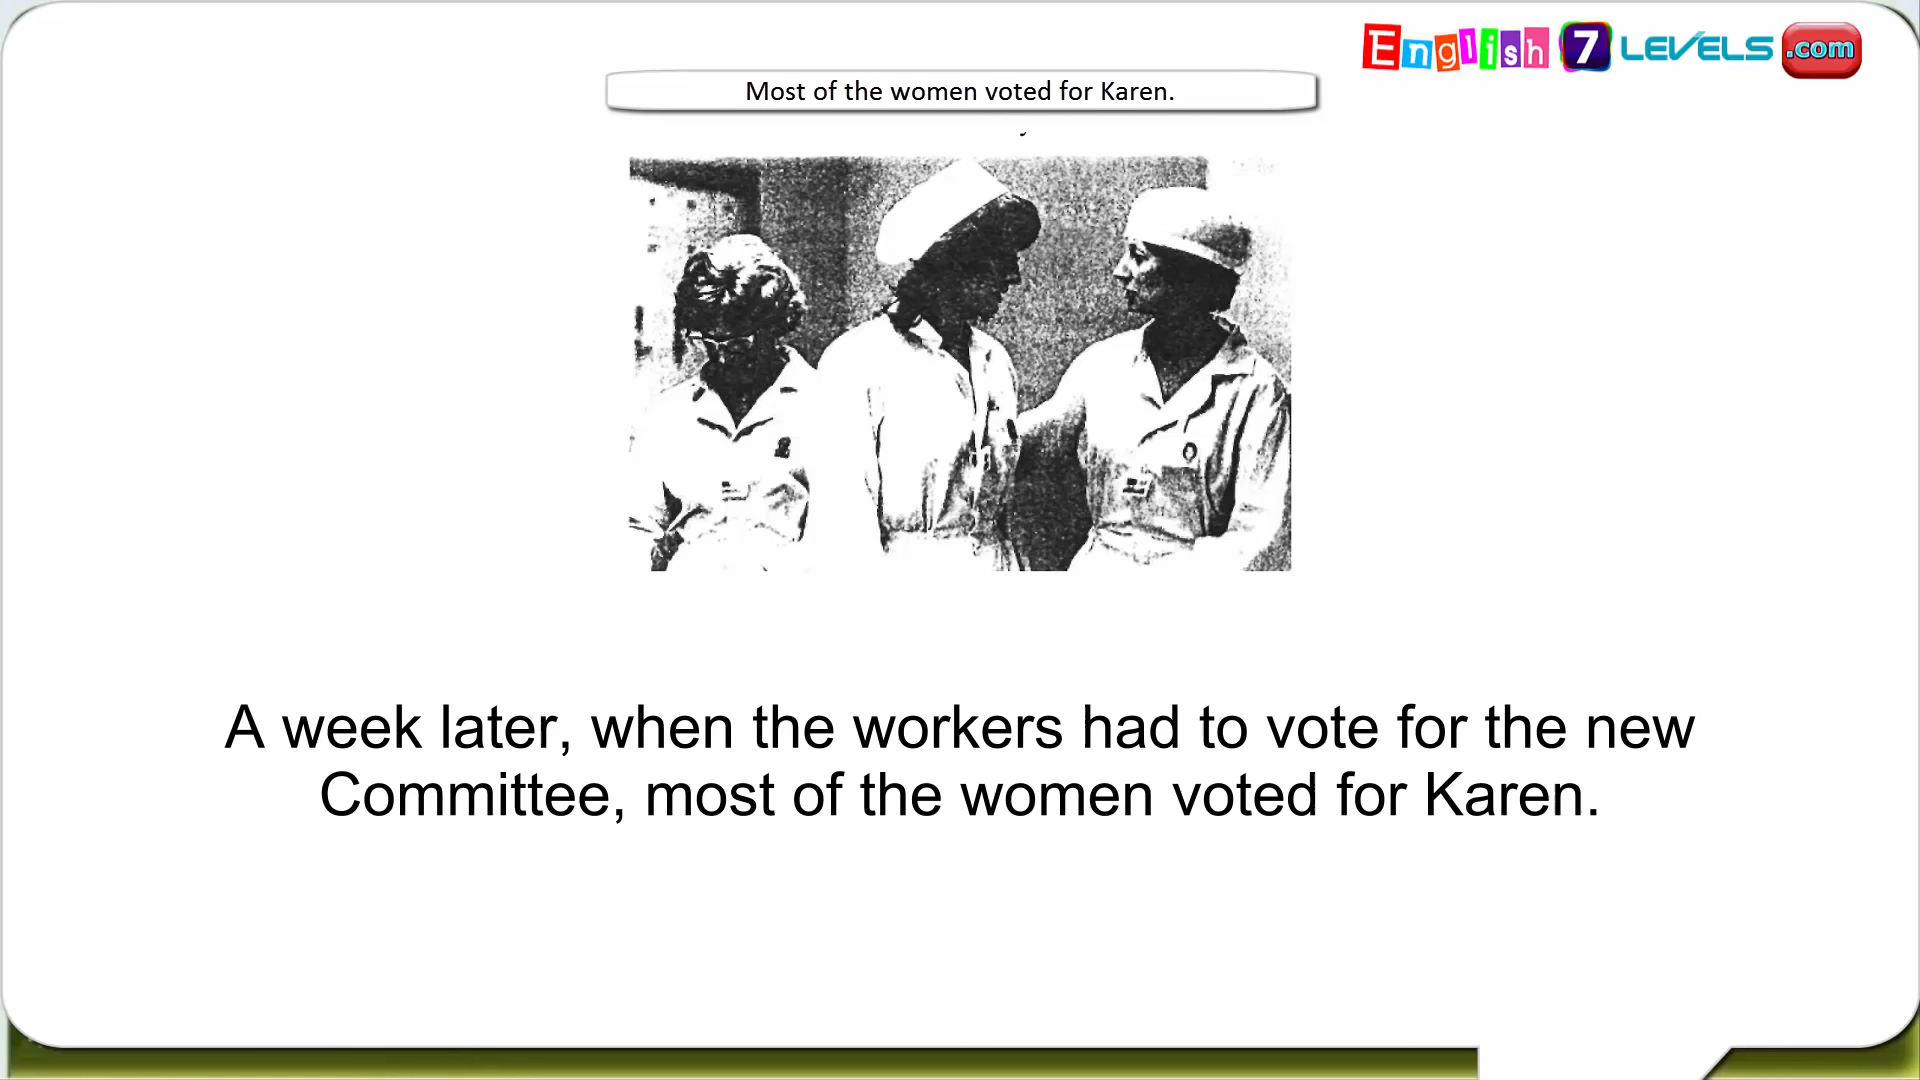 English 7 LEVELS .com
Most of the women voted for Karen.
A week later, when the workers had to vote for the new
Committee, most of the women voted for Karen.